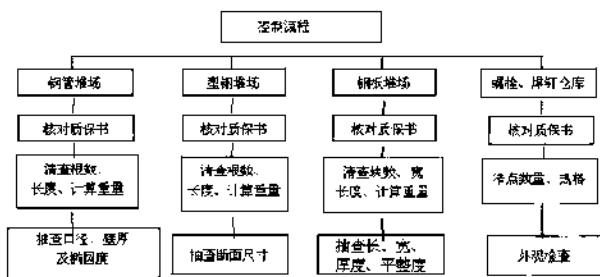 控制流程
钢管堆场
型钢堆场
钢板堆场
螺栓、焊钉仓库
核对质保书
核对质保书
核对质保书
核对质保书
清查根数、
长度、计算重量
清查根数、
长度、计算重量
清查块数、宽
长度、计算重量
清点数量、规格
抽查口径、壁厚
及椭圆度
抽查断面尺寸
抽查长、宽、
厚度、平整度
外观检查